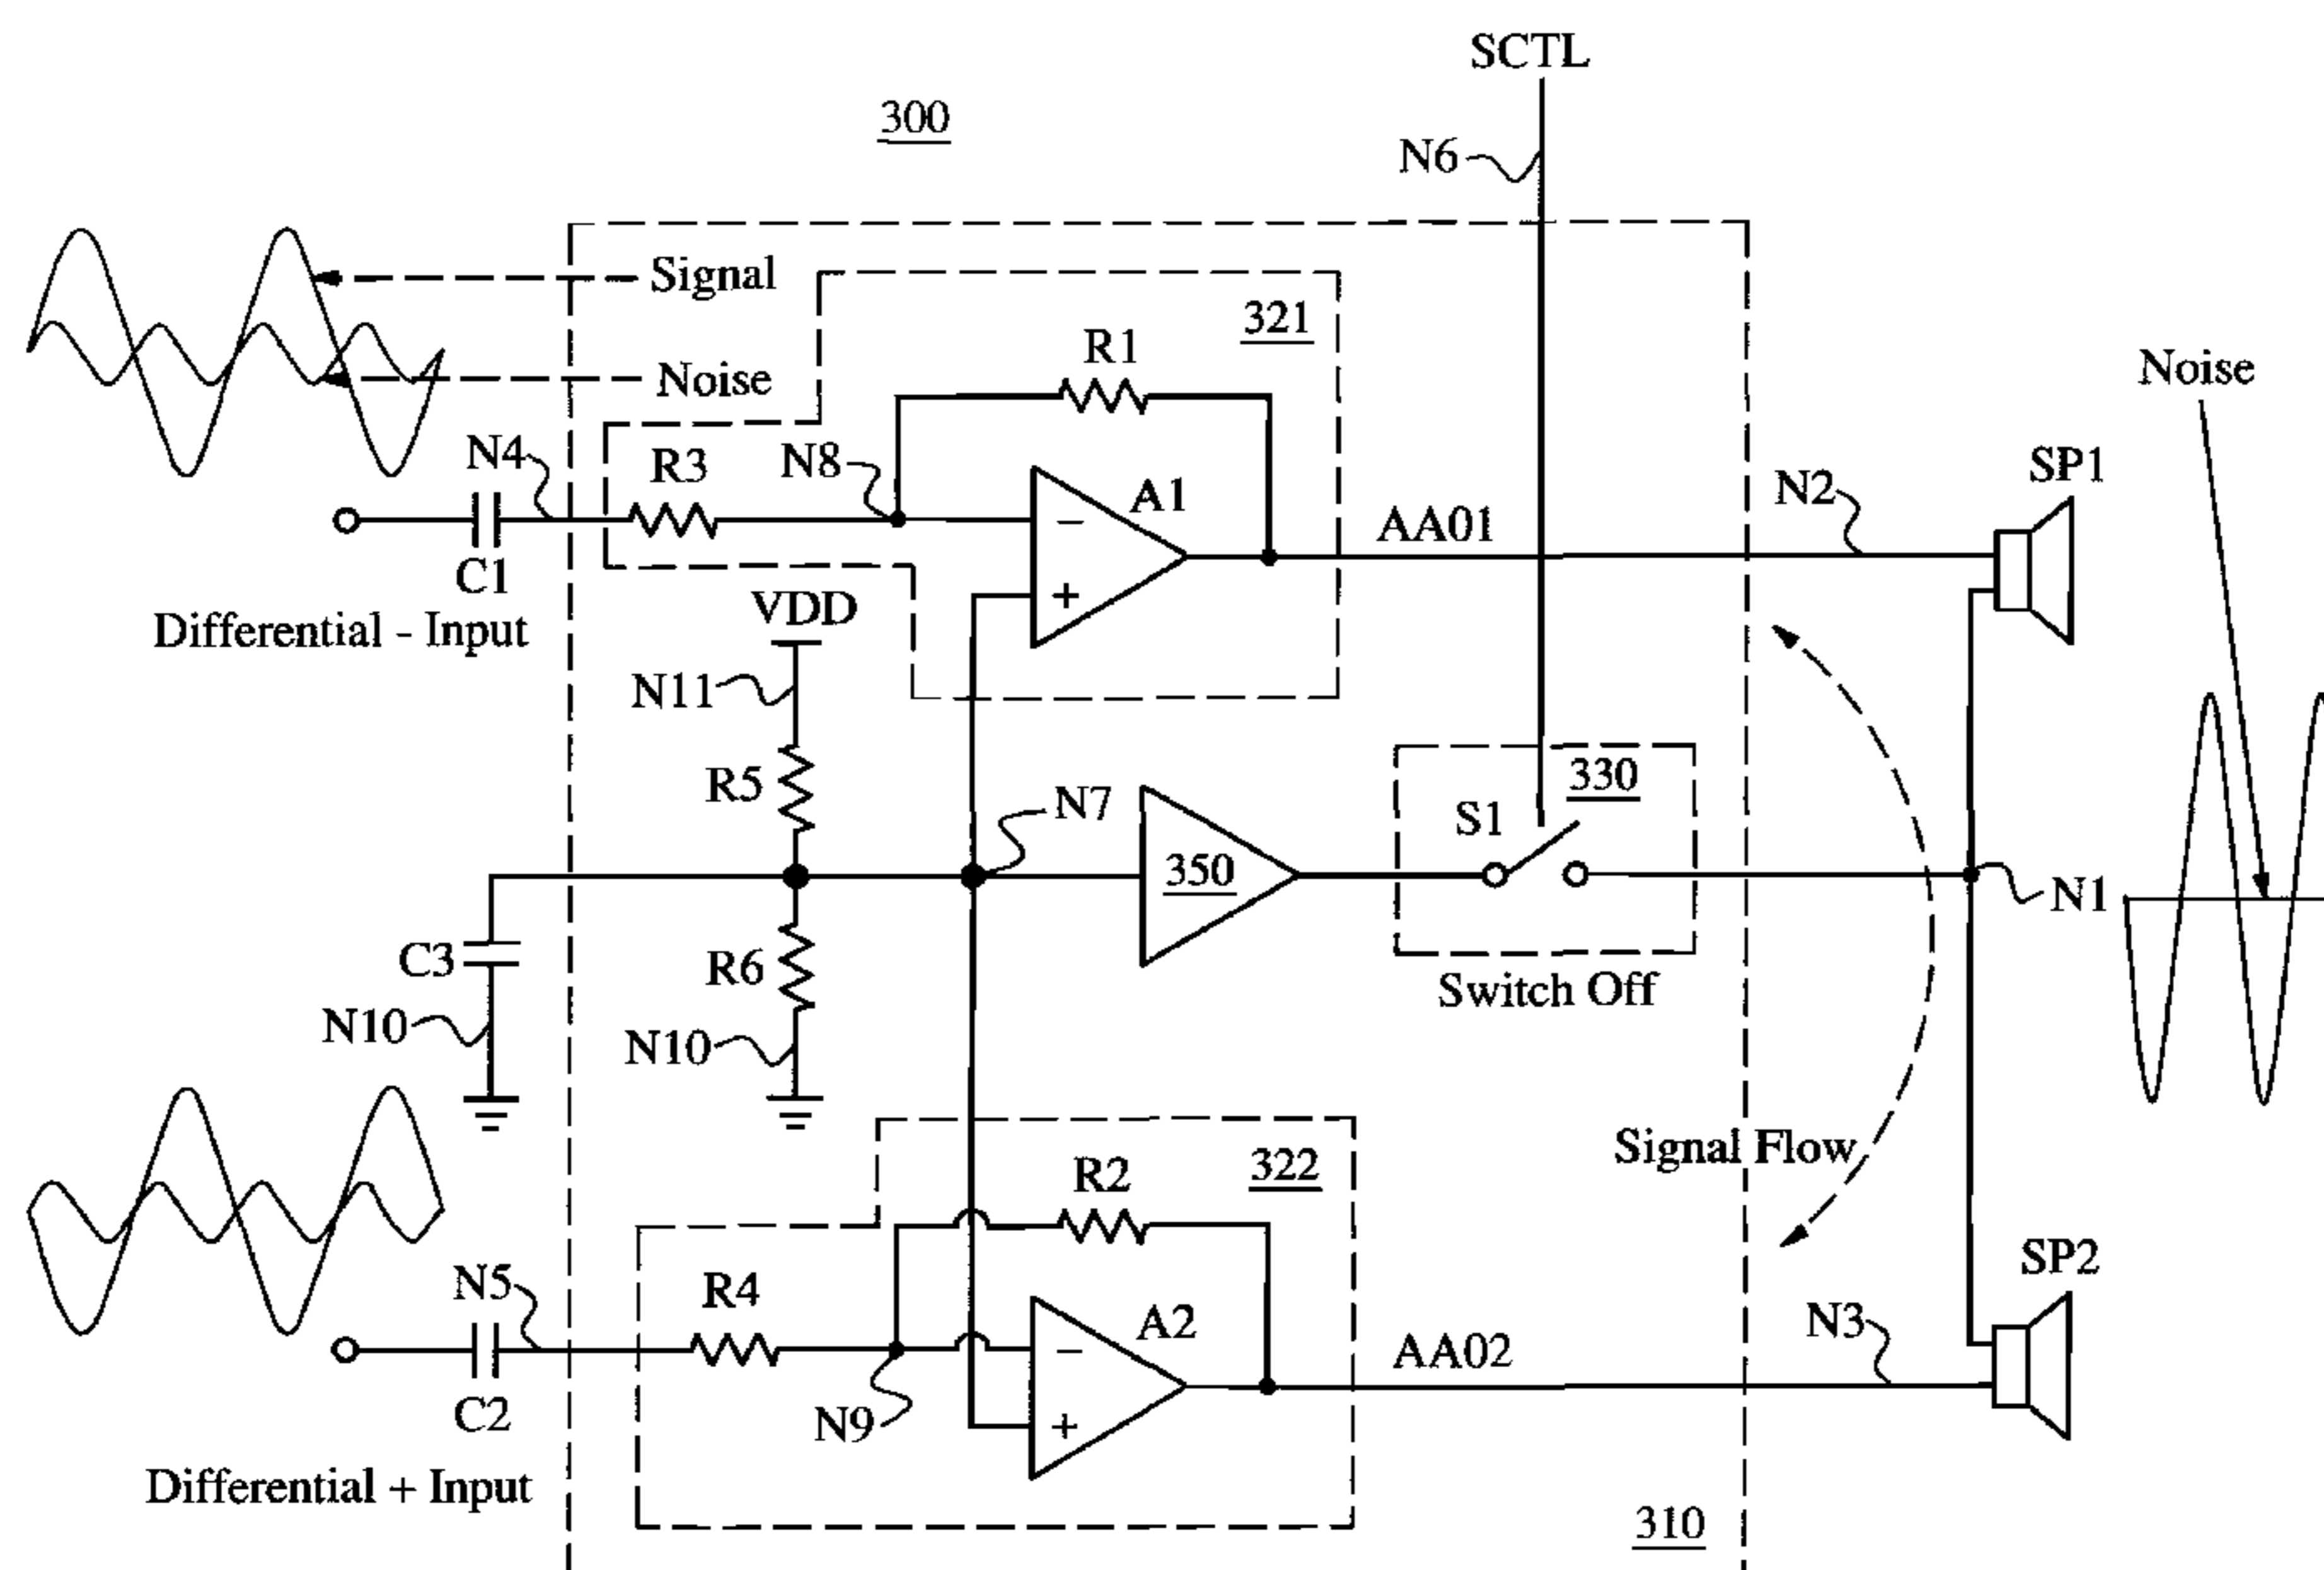 SCTL
300
N6
Signal
321
R1
Noise
Noise
N4
R3
N8
SP1
N2
A1
−
AA01
C1
+
VDD
Differential - Input
N11
R5
N7
330
S1
350
N1
C3
R6
Switch Off
N10
N10
Signal Flow
322
R2
SP2
N5
R4
A2
N3
−
AA02
C2
N9
+
Differential + Input
310